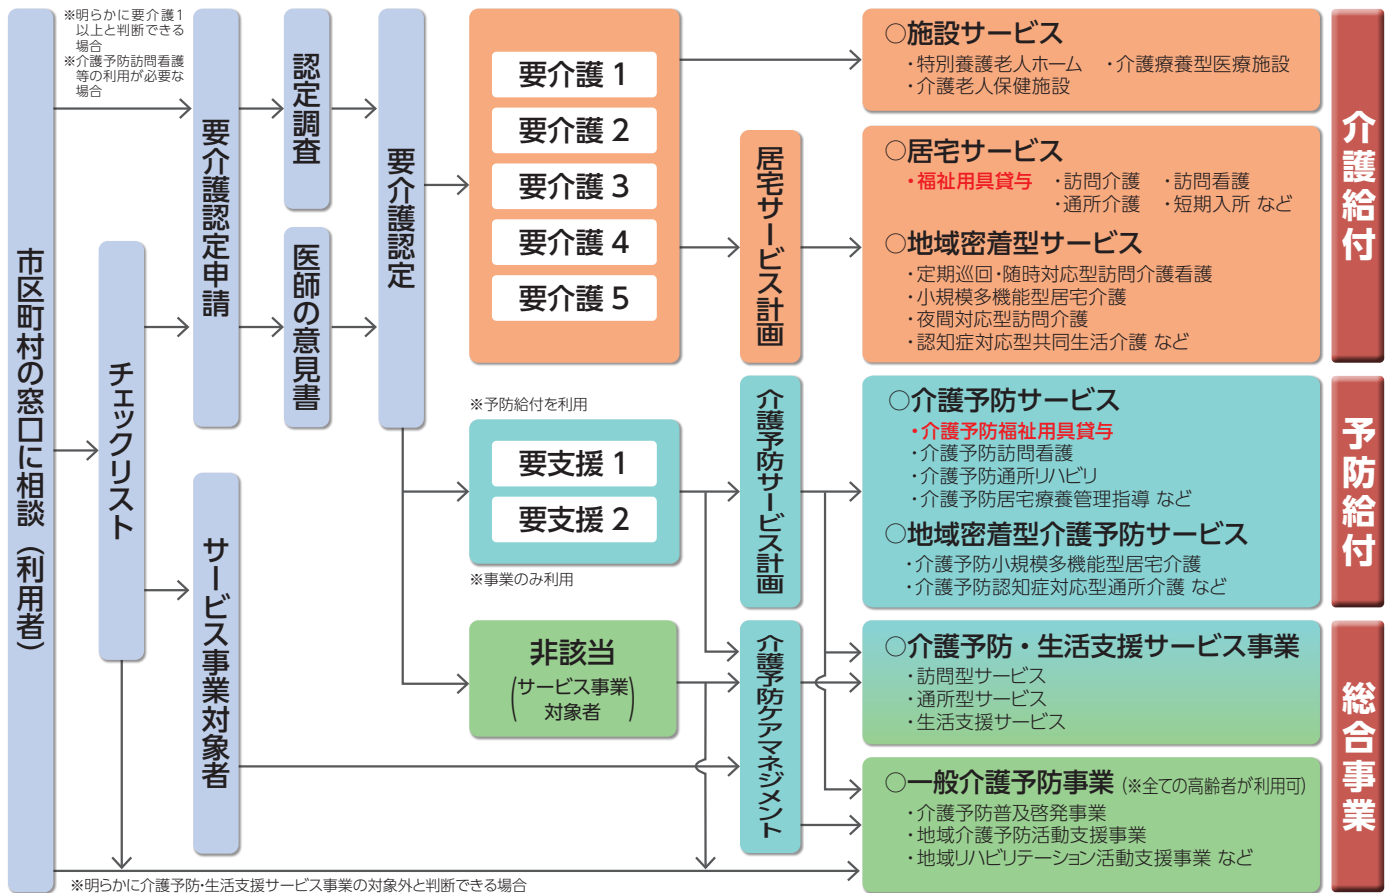 市区町村の窓口に相談（利用者）
※明らかに要介護1
以上と判断できる
場合
※介護予防訪問看護
等の利用が必要な
場合
チェックリスト
要介護認定申請
サービス事業対象者
認定調査
医師の意見書
要介護認定
要介護 1
要介護 2
要介護 3
要介護 4
要介護 5
※予防給付を利用
要支援 1
要支援 2
※事業のみ利用
非該当
(サービス事業
対象者)
居宅サービス計画
介護予防サービス計画
介護予防ケアマネジメント
○施設サービス
・特別養護老人ホーム ・介護療養型医療施設
・介護老人保健施設
○居宅サービス
・福祉用具貸与 ・訪問介護 ・訪問看護
・通所介護 ・短期入所 など
○地域密着型サービス
・定期巡回・随時対応型訪問介護看護
・小規模多機能型居宅介護
・夜間対応型訪問介護
・認知症対応型共同生活介護 など
介護給付
○介護予防サービス
・介護予防福祉用具貸与
・介護予防訪問看護
・介護予防通所リハビリ
・介護予防居宅療養管理指導 など
○地域密着型介護予防サービス
・介護予防小規模多機能型居宅介護
・介護予防認知症対応型通所介護 など
予防給付
○介護予防・生活支援サービス事業
・訪問型サービス
・通所型サービス
・生活支援サービス
○一般介護予防事業 (※全ての高齢者が利用可)
・介護予防普及啓発事業
・地域介護予防活動支援事業
・地域リハビリテーション活動支援事業 など
総合事業
※明らかに介護予防・生活支援サービス事業の対象外と判断できる場合